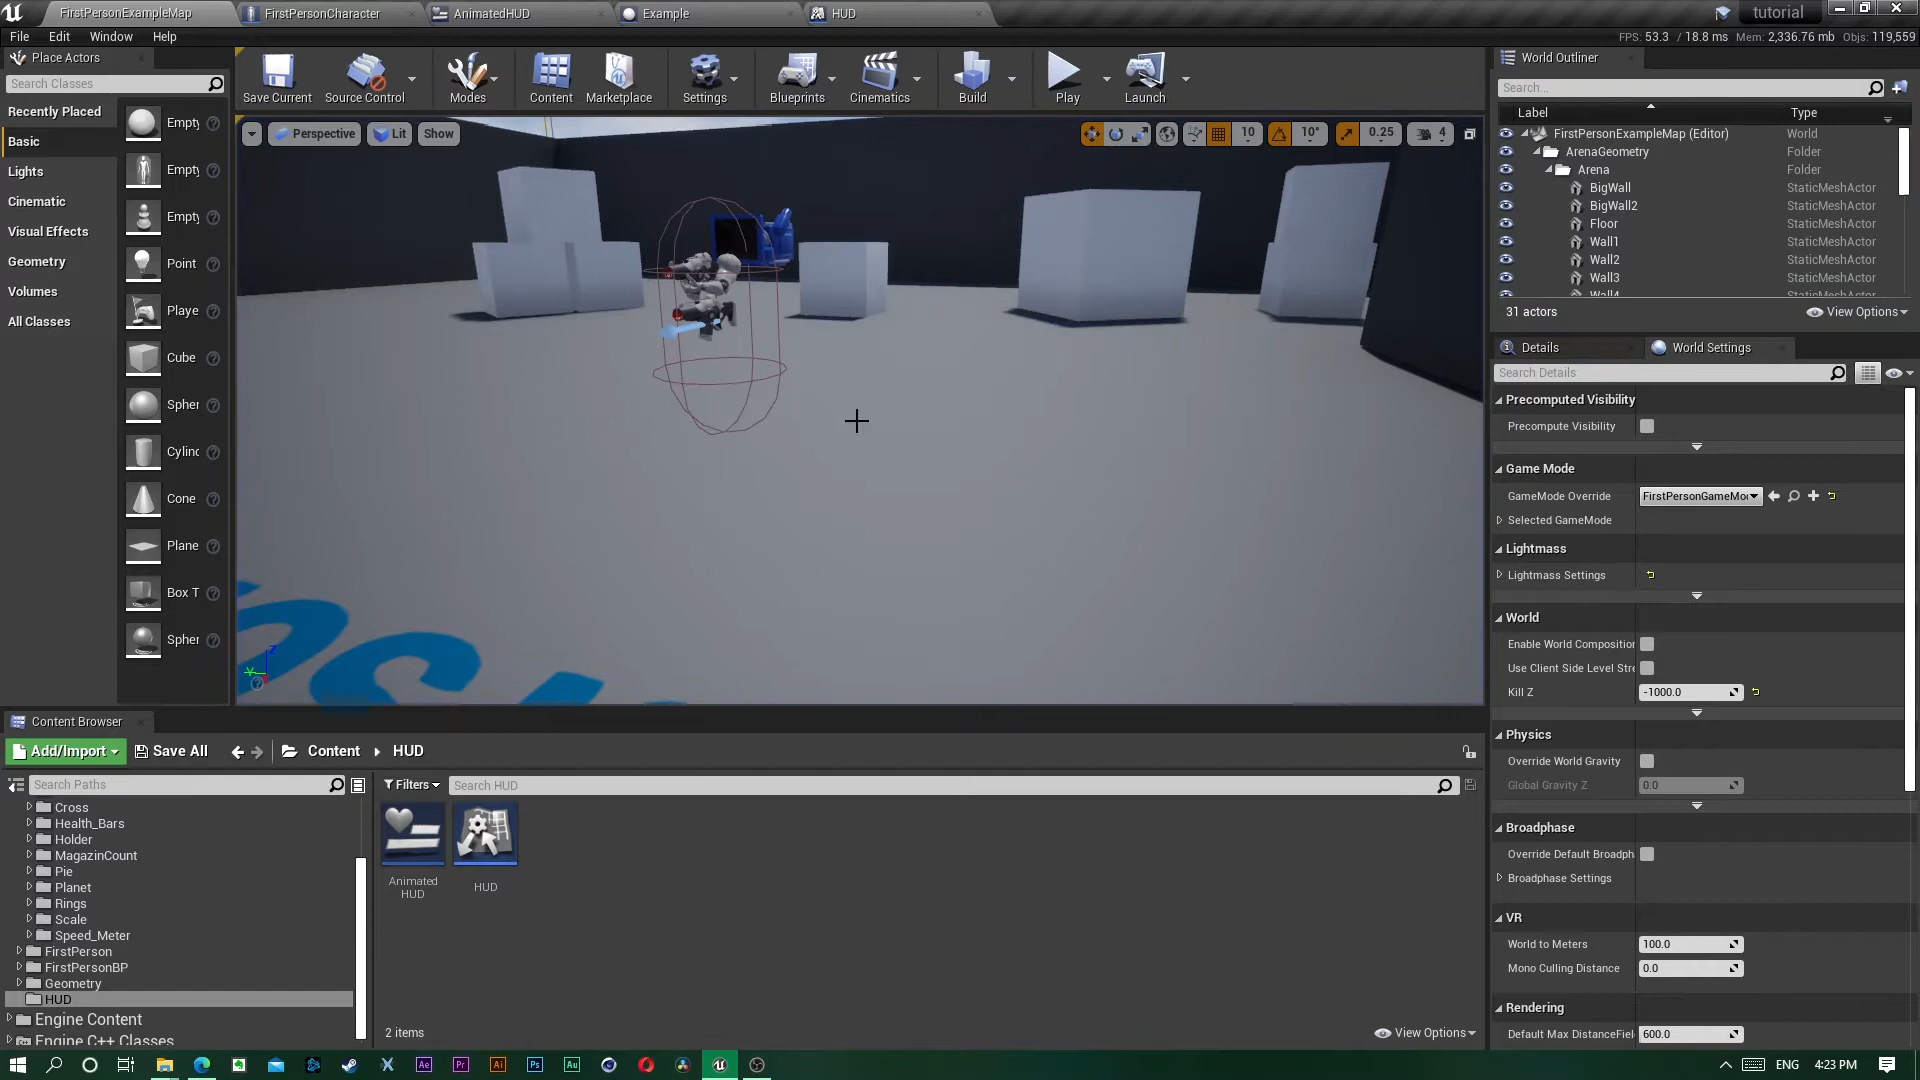 FirstPersonExampleMap
FirstPersonCharacter
AnimatedHUD
Example
HUD
tutorial
File Edit Window Help
FPS: 53.3 / 18.8 ms Mem: 2,336.76 mb Objs: 119,559
Place Actors
Search Classes
Recently Placed
Basic
Lights
Cinematic
Visual Effects
Geometry
Volumes
All Classes
Empty
Empty
Empty
Point
Playe
Cube
Spher
Cylind
Cone
Plane
Box T
Spher
Save Current
Source Control
Modes
Content
Marketplace
Settings
Blueprints
Cinematics
Build
Play
Launch
Perspective
Lit
Show
10
10°
0.25
4
World Outliner
Search...
Label Type
FirstPersonExampleMap (Editor) World
ArenaGeometry Folder
Arena Folder
BigWall StaticMeshActor
BigWall2 StaticMeshActor
Floor StaticMeshActor
Wall1 StaticMeshActor
Wall2 StaticMeshActor
Wall3 StaticMeshActor
Wall4 StaticMeshActor
31 actors
View Options
Details
World Settings
Search Details
Precomputed Visibility
Precompute Visibility
Game Mode
GameMode Override FirstPersonGameMo
Selected GameMode
Lightmass
Lightmass Settings
World
Enable World Composition
Use Client Side Level Stre
Kill Z -1000.0
Physics
Override World Gravity
Global Gravity Z 0.0
Broadphase
Override Default Broadph
Broadphase Settings
VR
World to Meters 100.0
Mono Culling Distance 0.0
Rendering
Default Max DistanceFiel 600.0
Content Browser
Add/Import
Save All
Content
HUD
Search Paths
Filters
Search HUD
Cross
Health_Bars
Holder
MagazinCount
Pie
Planet
Rings
Scale
Speed_Meter
FirstPerson
FirstPersonBP
Geometry
HUD
Engine Content
Engine C++ Classes
Animated
HUD
HUD
2 items
View Options
Ae
Pr
Ai
Ps
Au
ENG
4:23 PM